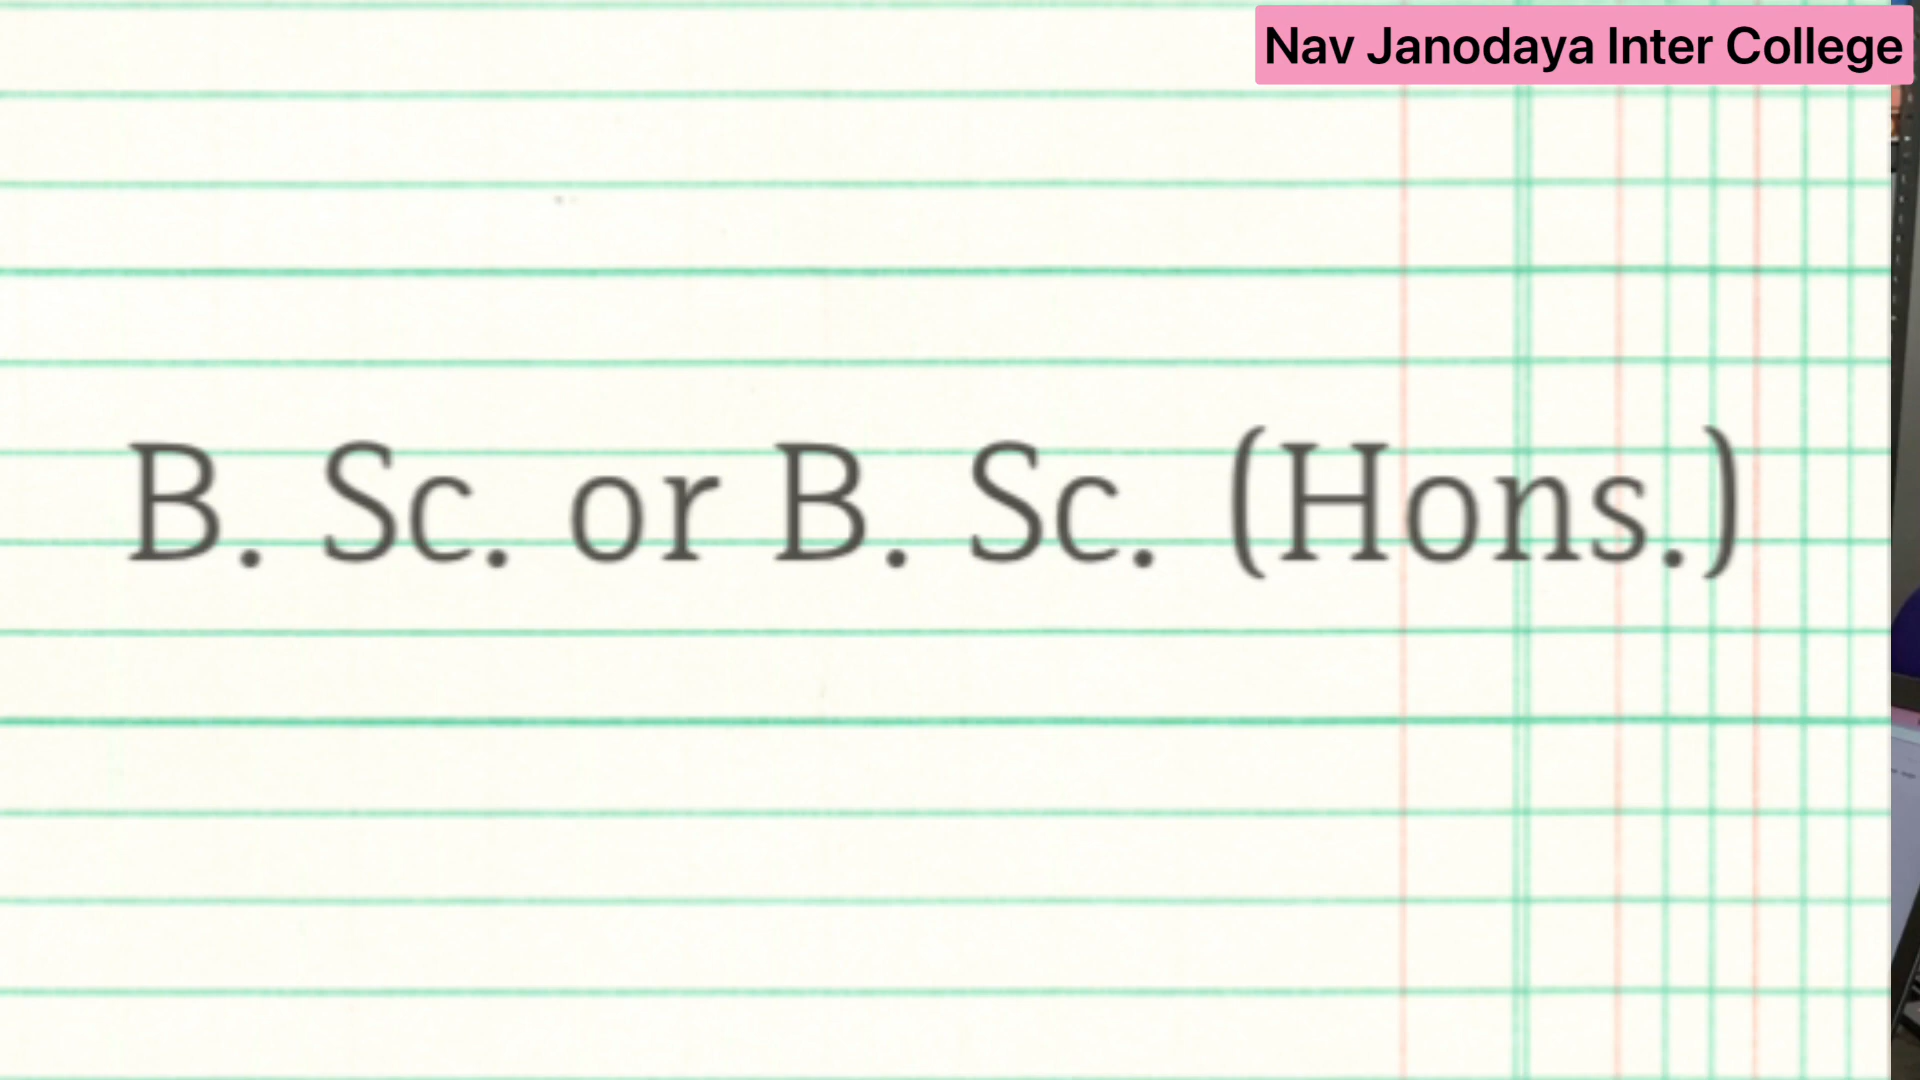 Nav Janodaya Inter College
B. Sc. or B. Sc. (Hons.)